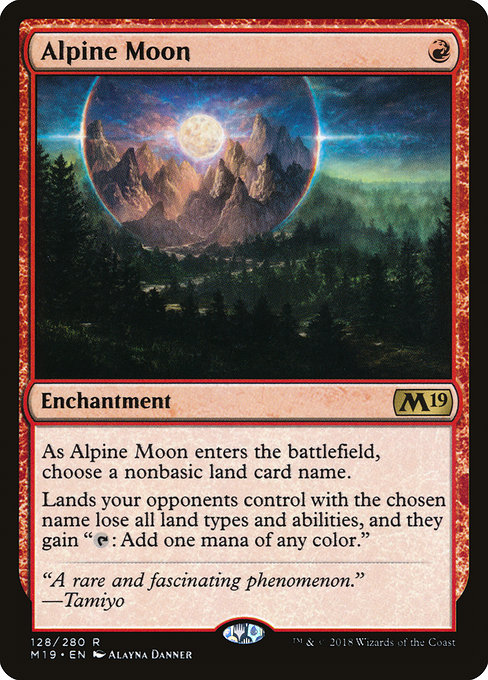 Alpine Moon
Enchantment
M19
As Alpine Moon enters the battlefield,
choose a nonbasic land card name.
Lands your opponents control with the chosen
name lose all land types and abilities, and they
gain “: Add one mana of any color.”
“A rare and fascinating phenomenon.”
—Tamiyo
128/280 R
M19 • EN Alayna Danner
™ & © 2018 Wizards of the Coast